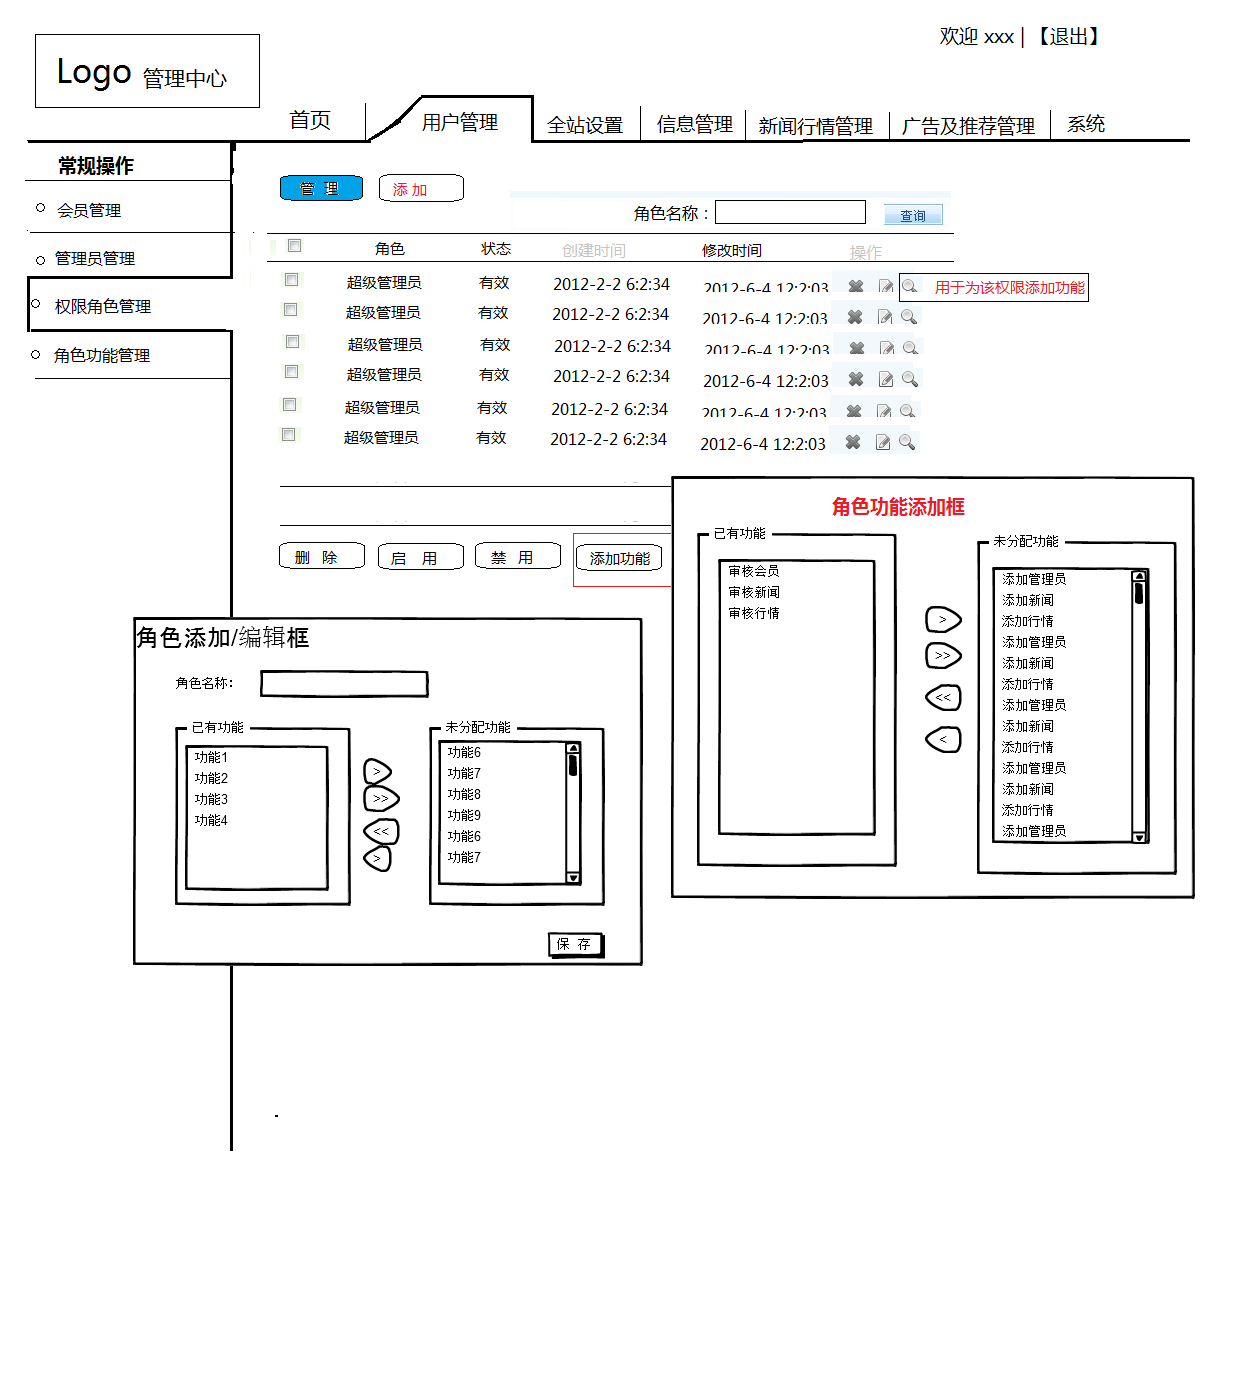 欢迎 xxx | 【退出】
Logo 管理中心
首页 用户管理 全站设置 信息管理 新闻行情管理 广告及推荐管理 系统
常规操作
会员管理
管理员管理
权限角色管理
角色功能管理
管 理 添 加
角色名称： 查询
角色 状态 创建时间 修改时间 操作
超级管理员 有效 2012-2-2 6:2:34 2012-6-4 12:2:03 用于为该权限添加功能
超级管理员 有效 2012-2-2 6:2:34 2012-6-4 12:2:03
超级管理员 有效 2012-2-2 6:2:34 2012-6-4 12:2:03
超级管理员 有效 2012-2-2 6:2:34 2012-6-4 12:2:03
超级管理员 有效 2012-2-2 6:2:34 2012-6-4 12:2:03
超级管理员 有效 2012-2-2 6:2:34 2012-6-4 12:2:03
删 除 启 用 禁 用 添加功能
角色功能添加框
已有功能
审核会员
审核新闻
审核行情
>
>>
<<
<
未分配功能
添加管理员
添加新闻
添加行情
添加管理员
添加新闻
添加行情
添加管理员
添加新闻
添加行情
添加管理员
添加新闻
添加行情
添加管理员
角色添加/编辑框
角色名称：
已有功能
功能1
功能2
功能3
功能4
>
>>
<<
>
未分配功能
功能6
功能7
功能8
功能9
功能6
功能7
保 存